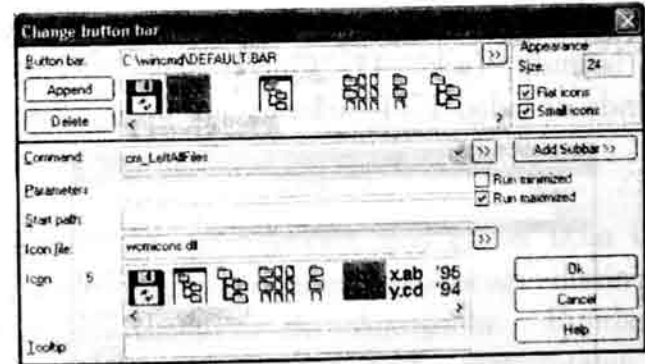 Change button bar
Button bar: C:\wincmd\DEFAULT.BAR >>
Appearance
Size: 24
Append
Delete
Flat icons
Small icons
Command: cm_LeftAllFiles >> Add Subbar >>
Parameters:
Run minimized
Run maximized
Start path:
Icon file: wcmicons.dll >>
Icon 5
x.ab '95
y.cd '94
Ok
Cancel
Help
Tooltip